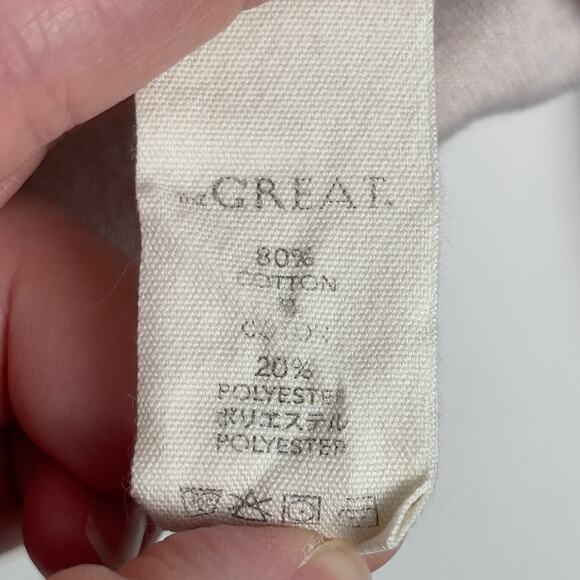 THE GREAT.
80%
COTTON
20%
POLYESTER
ポリエステル
POLYESTER